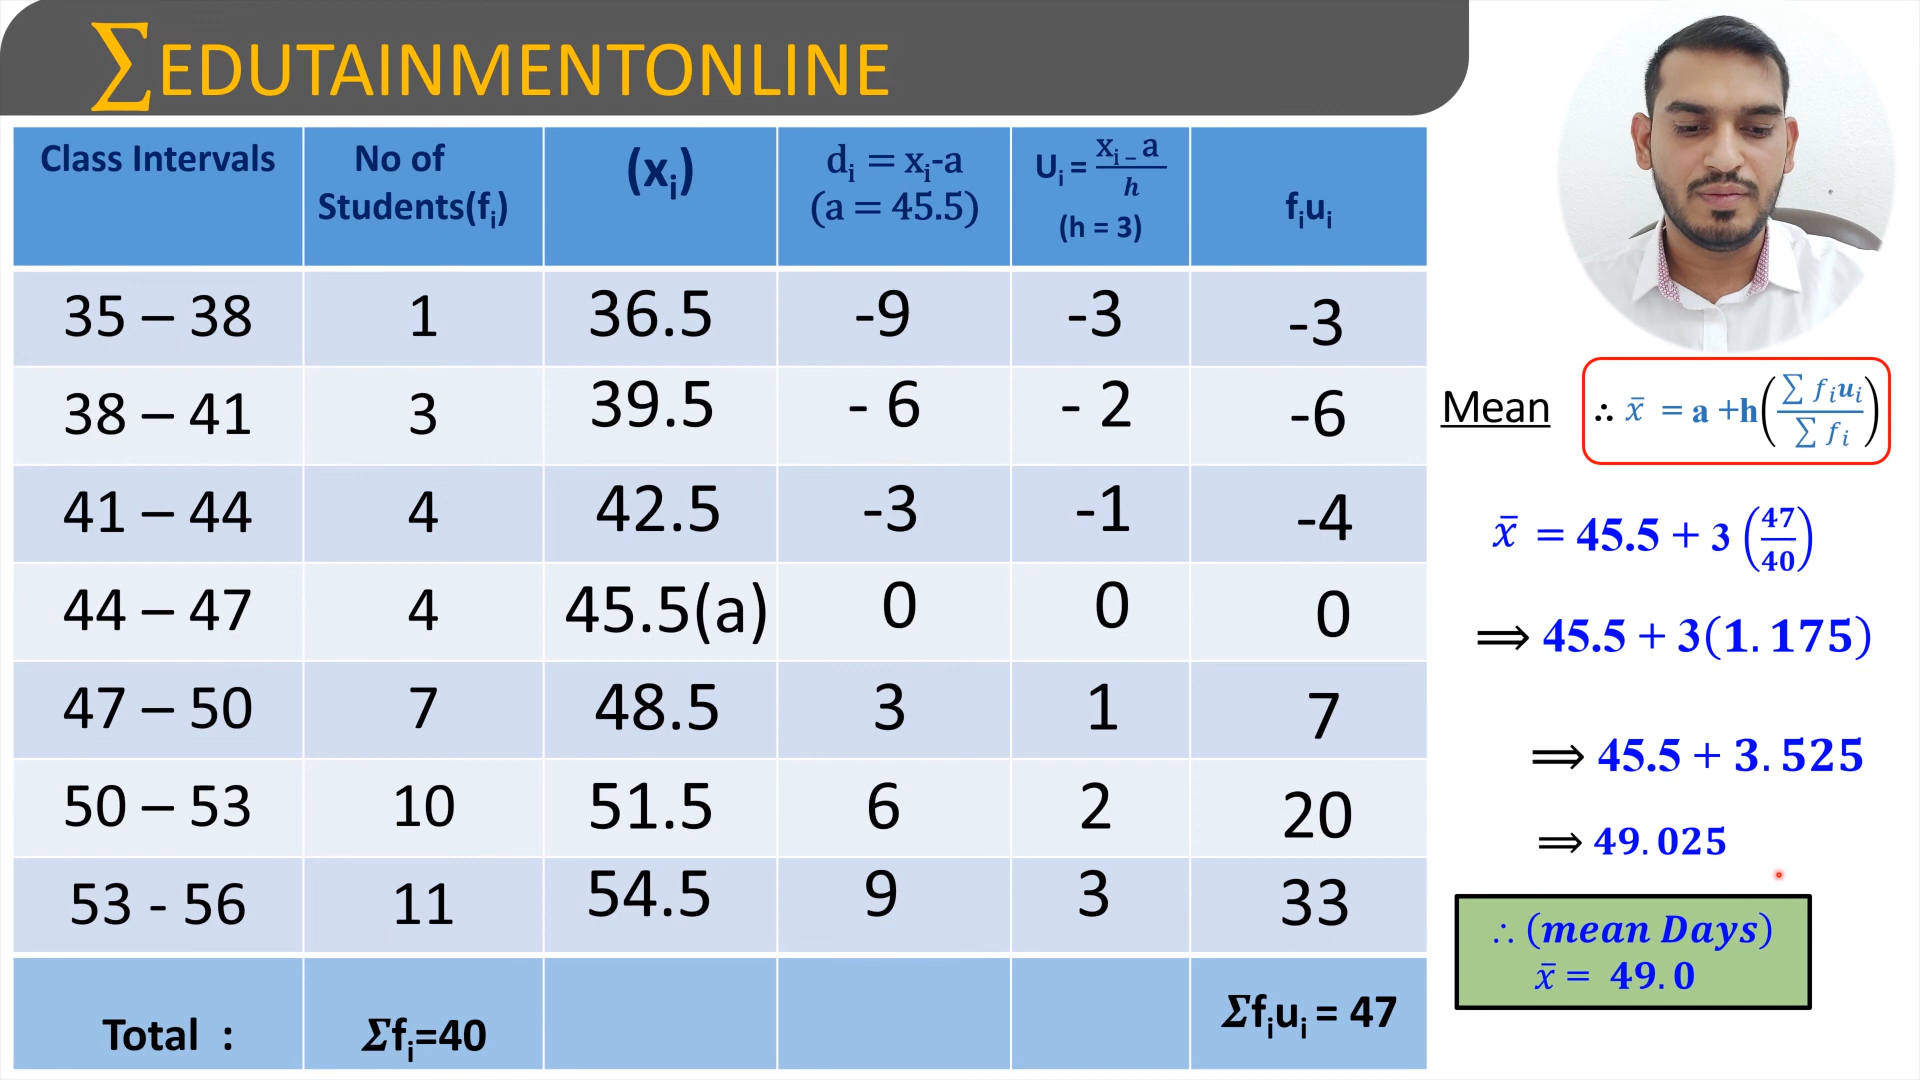 ∑EDUTAINMENTONLINE
Class Intervals | No of Students(fᵢ) | (xᵢ) | dᵢ = xᵢ-a (a = 45.5) | Uᵢ = xᵢ – a / h (h = 3) | fᵢuᵢ
35 – 38 | 1 | 36.5 | -9 | -3 | -3
38 – 41 | 3 | 39.5 | - 6 | - 2 | -6
41 – 44 | 4 | 42.5 | -3 | -1 | -4
44 – 47 | 4 | 45.5(a) | 0 | 0 | 0
47 – 50 | 7 | 48.5 | 3 | 1 | 7
50 – 53 | 10 | 51.5 | 6 | 2 | 20
53 - 56 | 11 | 54.5 | 9 | 3 | 33
Total : | Σfᵢ=40 | Σfᵢuᵢ = 47
Mean ∴ x̄ = a +h(∑ fᵢuᵢ / ∑ fᵢ)
x̄ = 45.5 + 3 (47/40)
⟹ 45.5 + 3(1.175)
⟹ 45.5 + 3.525
⟹ 49.025
∴ (mean Days)
x̄ = 49.0